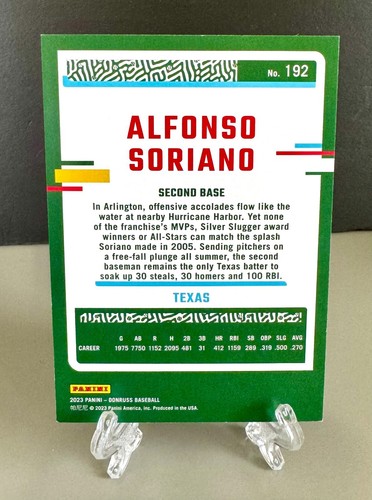 No. 192
ALFONSO
SORIANO
SECOND BASE
In Arlington, offensive accolades flow like the
water at nearby Hurricane Harbor. Yet none
of the franchise's MVPs, Silver Slugger award
winners or All-Stars can match the splash
Soriano made in 2005. Sending pitchers on
a free-fall plunge all summer, the second
baseman remains the only Texas batter to
soak up 30 steals, 30 homers and 100 RBI.
TEXAS
G AB R H 2B 3B HR RBI SB OBP SLG AVG
CAREER 1975 7750 1152 2095 481 31 412 1159 289 .319 .500 .270
PANINI
2023 PANINI - DONRUSS BASEBALL
帕尼尼 © 2023 Panini America, Inc. Produced in the USA.